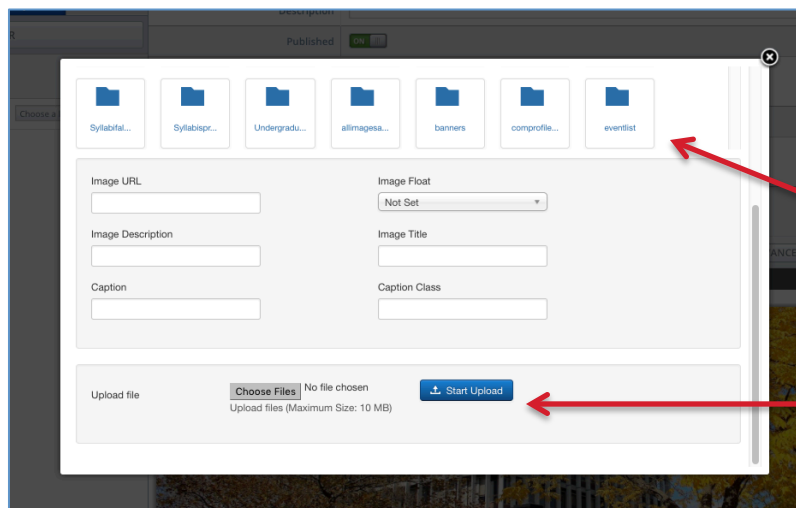 Description
R
Published ON
Choose a
Syllabifal... Syllabispr... Undergradu... allimagesa... banners comprofile... eventlist
Image URL Image Float
Not Set
Image Description Image Title
ANCE
Caption Caption Class
Upload file Choose Files No file chosen Start Upload
Upload files (Maximum Size: 10 MB)